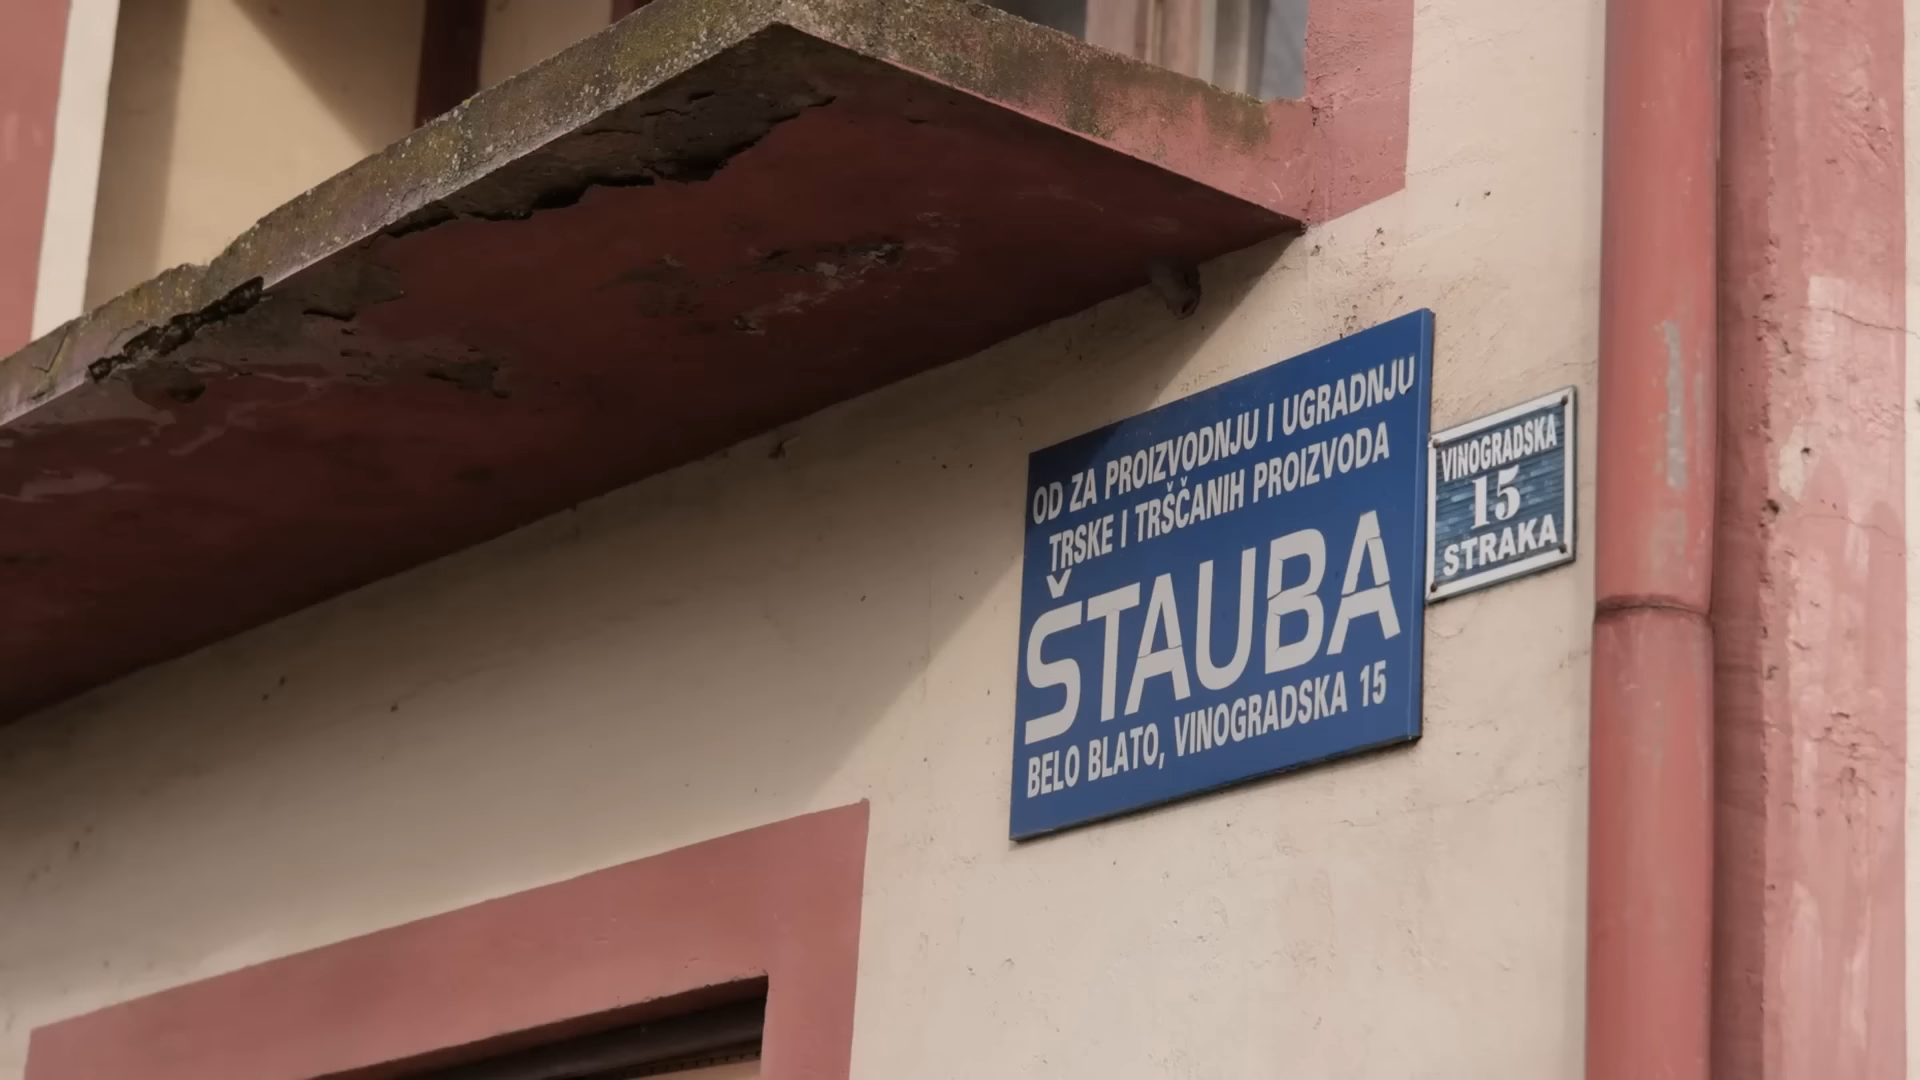 OD ZA PROIZVODNJU I UGRADNJU
TRSKE I TRŠČANIH PROIZVODA
ŠTAUBA
BELO BLATO, VINOGRADSKA 15
VINOGRADSKA
15
STRAKA